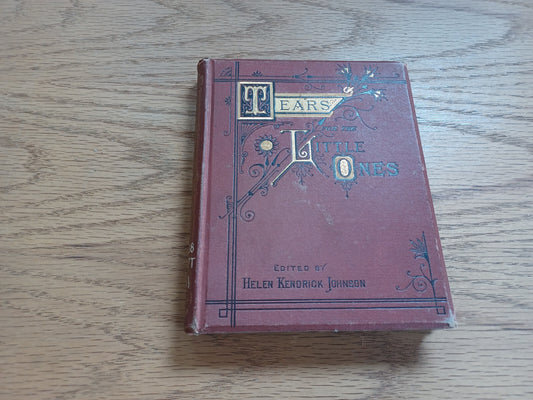 TEARS
FOR THE
LITTLE
ONES
EDITED BY
HELEN KENDRICK JOHNSON